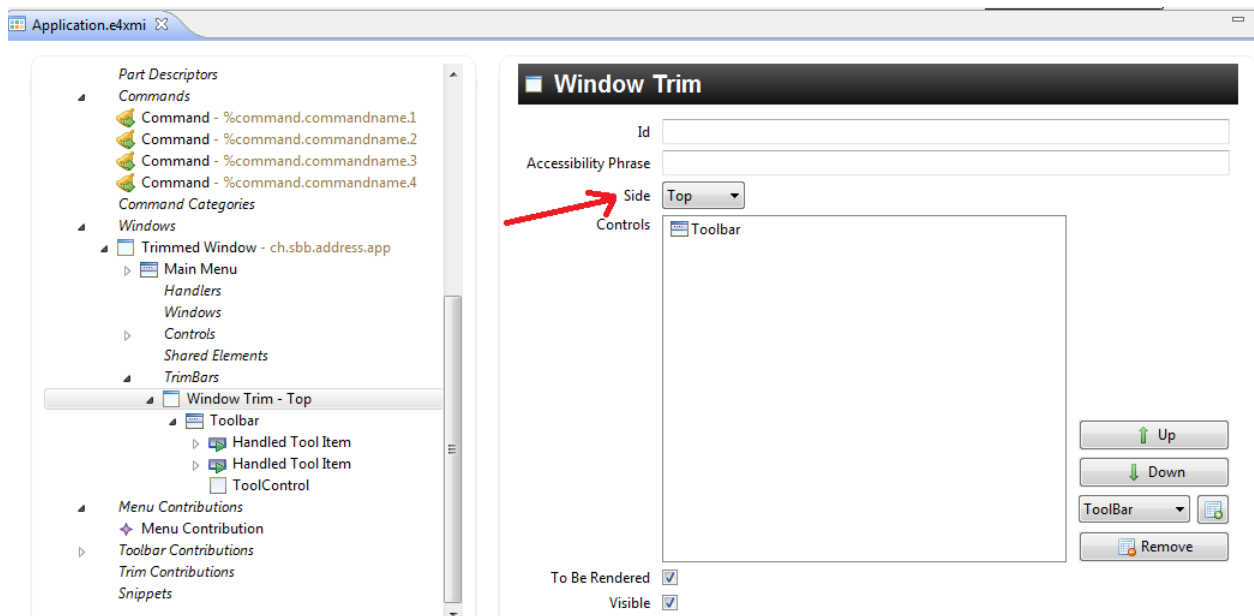 Application.e4xmi
Part Descriptors
Commands
Command - %command.commandname.1
Command - %command.commandname.2
Command - %command.commandname.3
Command - %command.commandname.4
Command Categories
Windows
Trimmed Window - ch.sbb.address.app
Main Menu
Handlers
Windows
Controls
Shared Elements
TrimBars
Window Trim - Top
Toolbar
Handled Tool Item
Handled Tool Item
ToolControl
Menu Contributions
Menu Contribution
Toolbar Contributions
Trim Contributions
Snippets
Window Trim
Id
Accessibility Phrase
Side Top
Controls
Toolbar
Up
Down
ToolBar
Remove
To Be Rendered
Visible